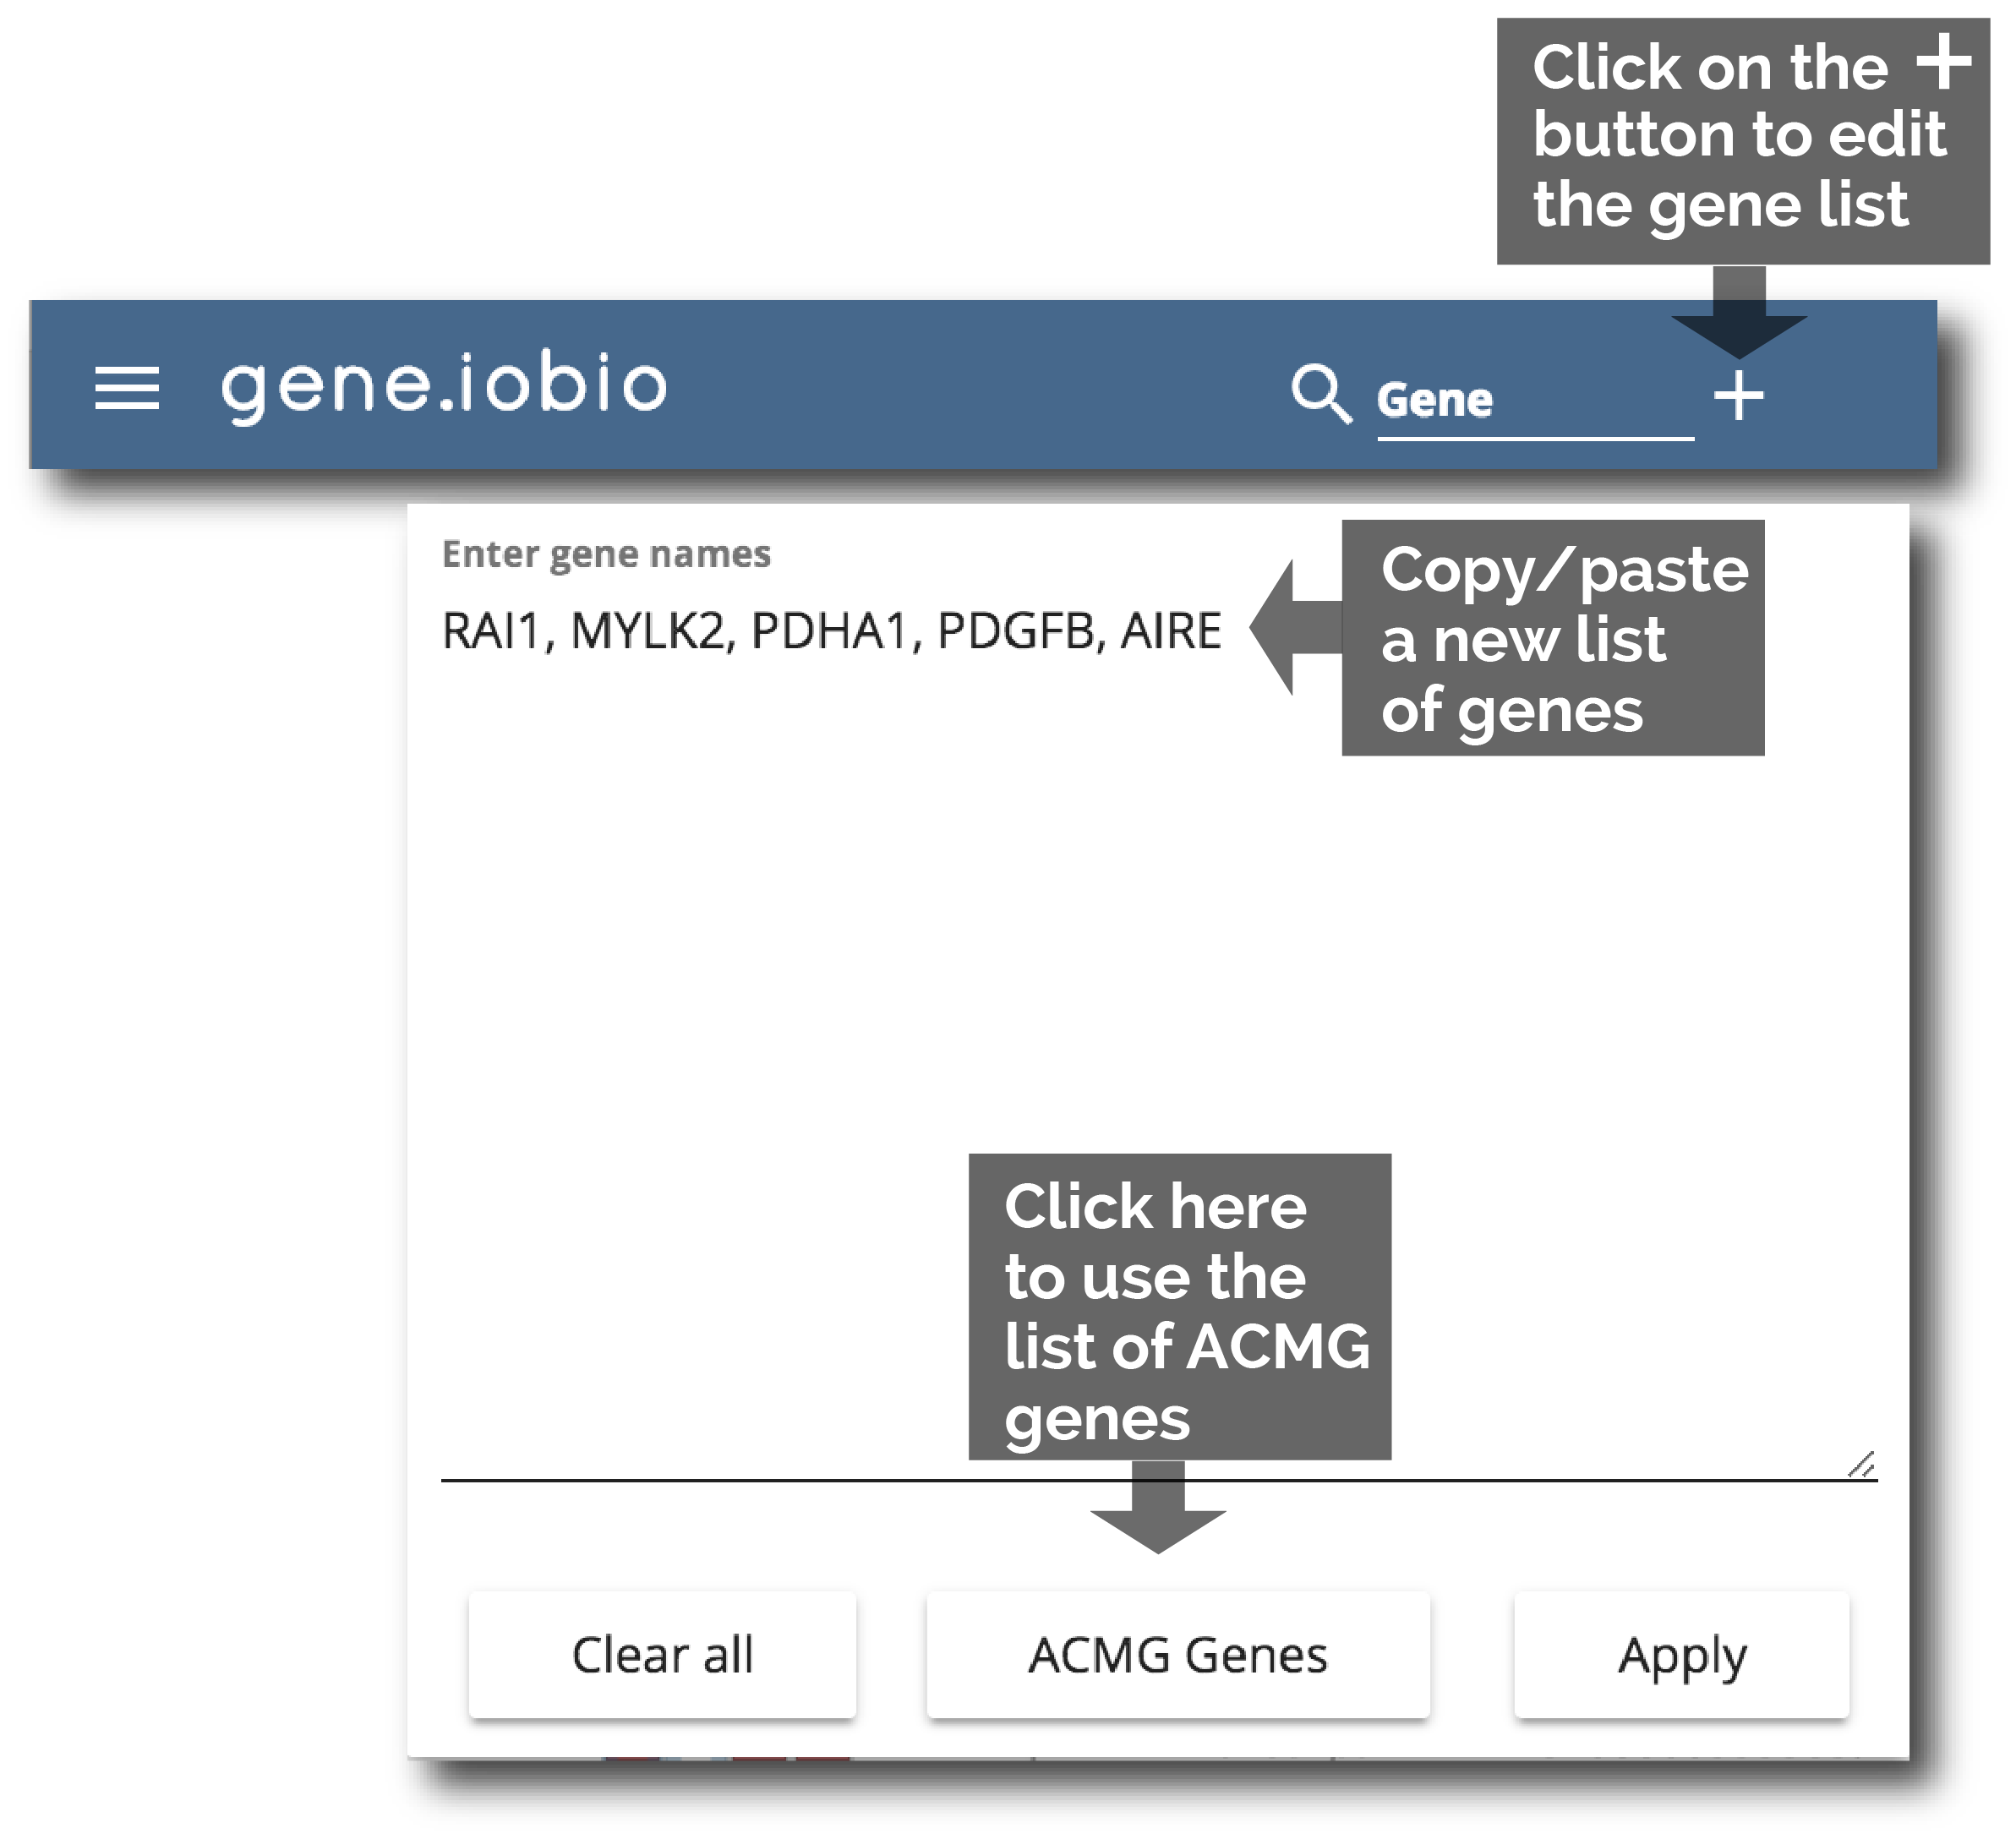 Click on the +
button to edit
the gene list
gene.iobio
Gene
+
Enter gene names
RAI1, MYLK2, PDHA1, PDGFB, AIRE
Copy/paste
a new list
of genes
Click here
to use the
list of ACMG
genes
Clear all
ACMG Genes
Apply